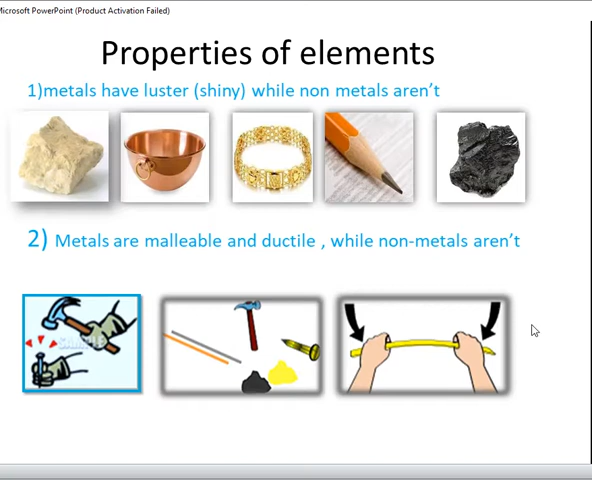 Microsoft PowerPoint (Product Activation Failed)
Properties of elements
1)metals have luster (shiny) while non metals aren't
2) Metals are malleable and ductile , while non-metals aren't
SAMPLE